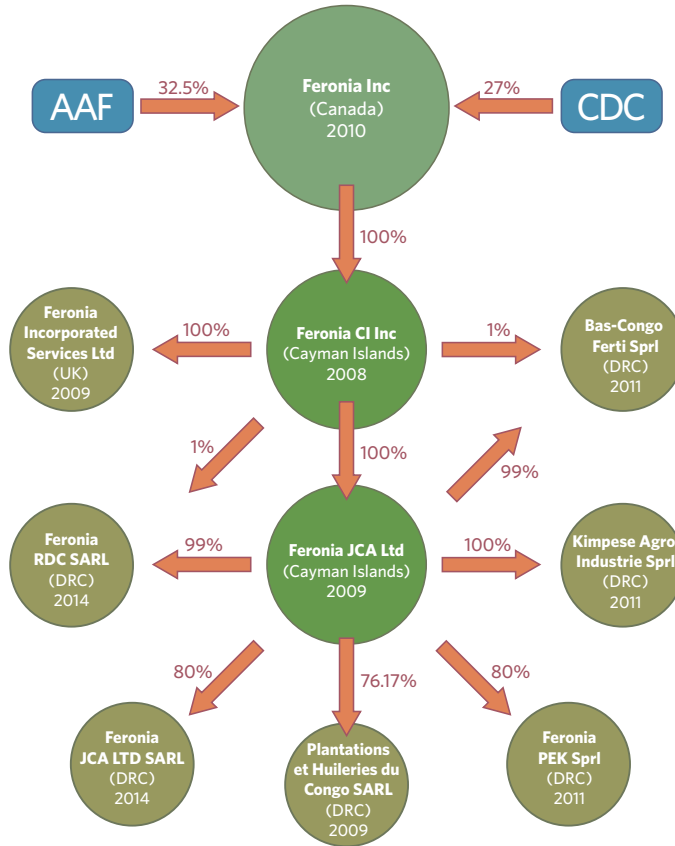 AAF
32.5%
Feronia Inc
(Canada)
2010
27%
CDC
100%
Feronia
Incorporated
Services Ltd
(UK)
2009
100%
Feronia CI Inc
(Cayman Islands)
2008
1%
Bas-Congo
Ferti Sprl
(DRC)
2011
1%
100%
99%
Feronia
RDC SARL
(DRC)
2014
99%
Feronia JCA Ltd
(Cayman Islands)
2009
100%
Kimpese Agro
Industrie Sprl
(DRC)
2011
80%
76.17%
80%
Feronia
JCA LTD SARL
(DRC)
2014
Plantations
et Huileries du
Congo SARL
(DRC)
2009
Feronia
PEK Sprl
(DRC)
2011